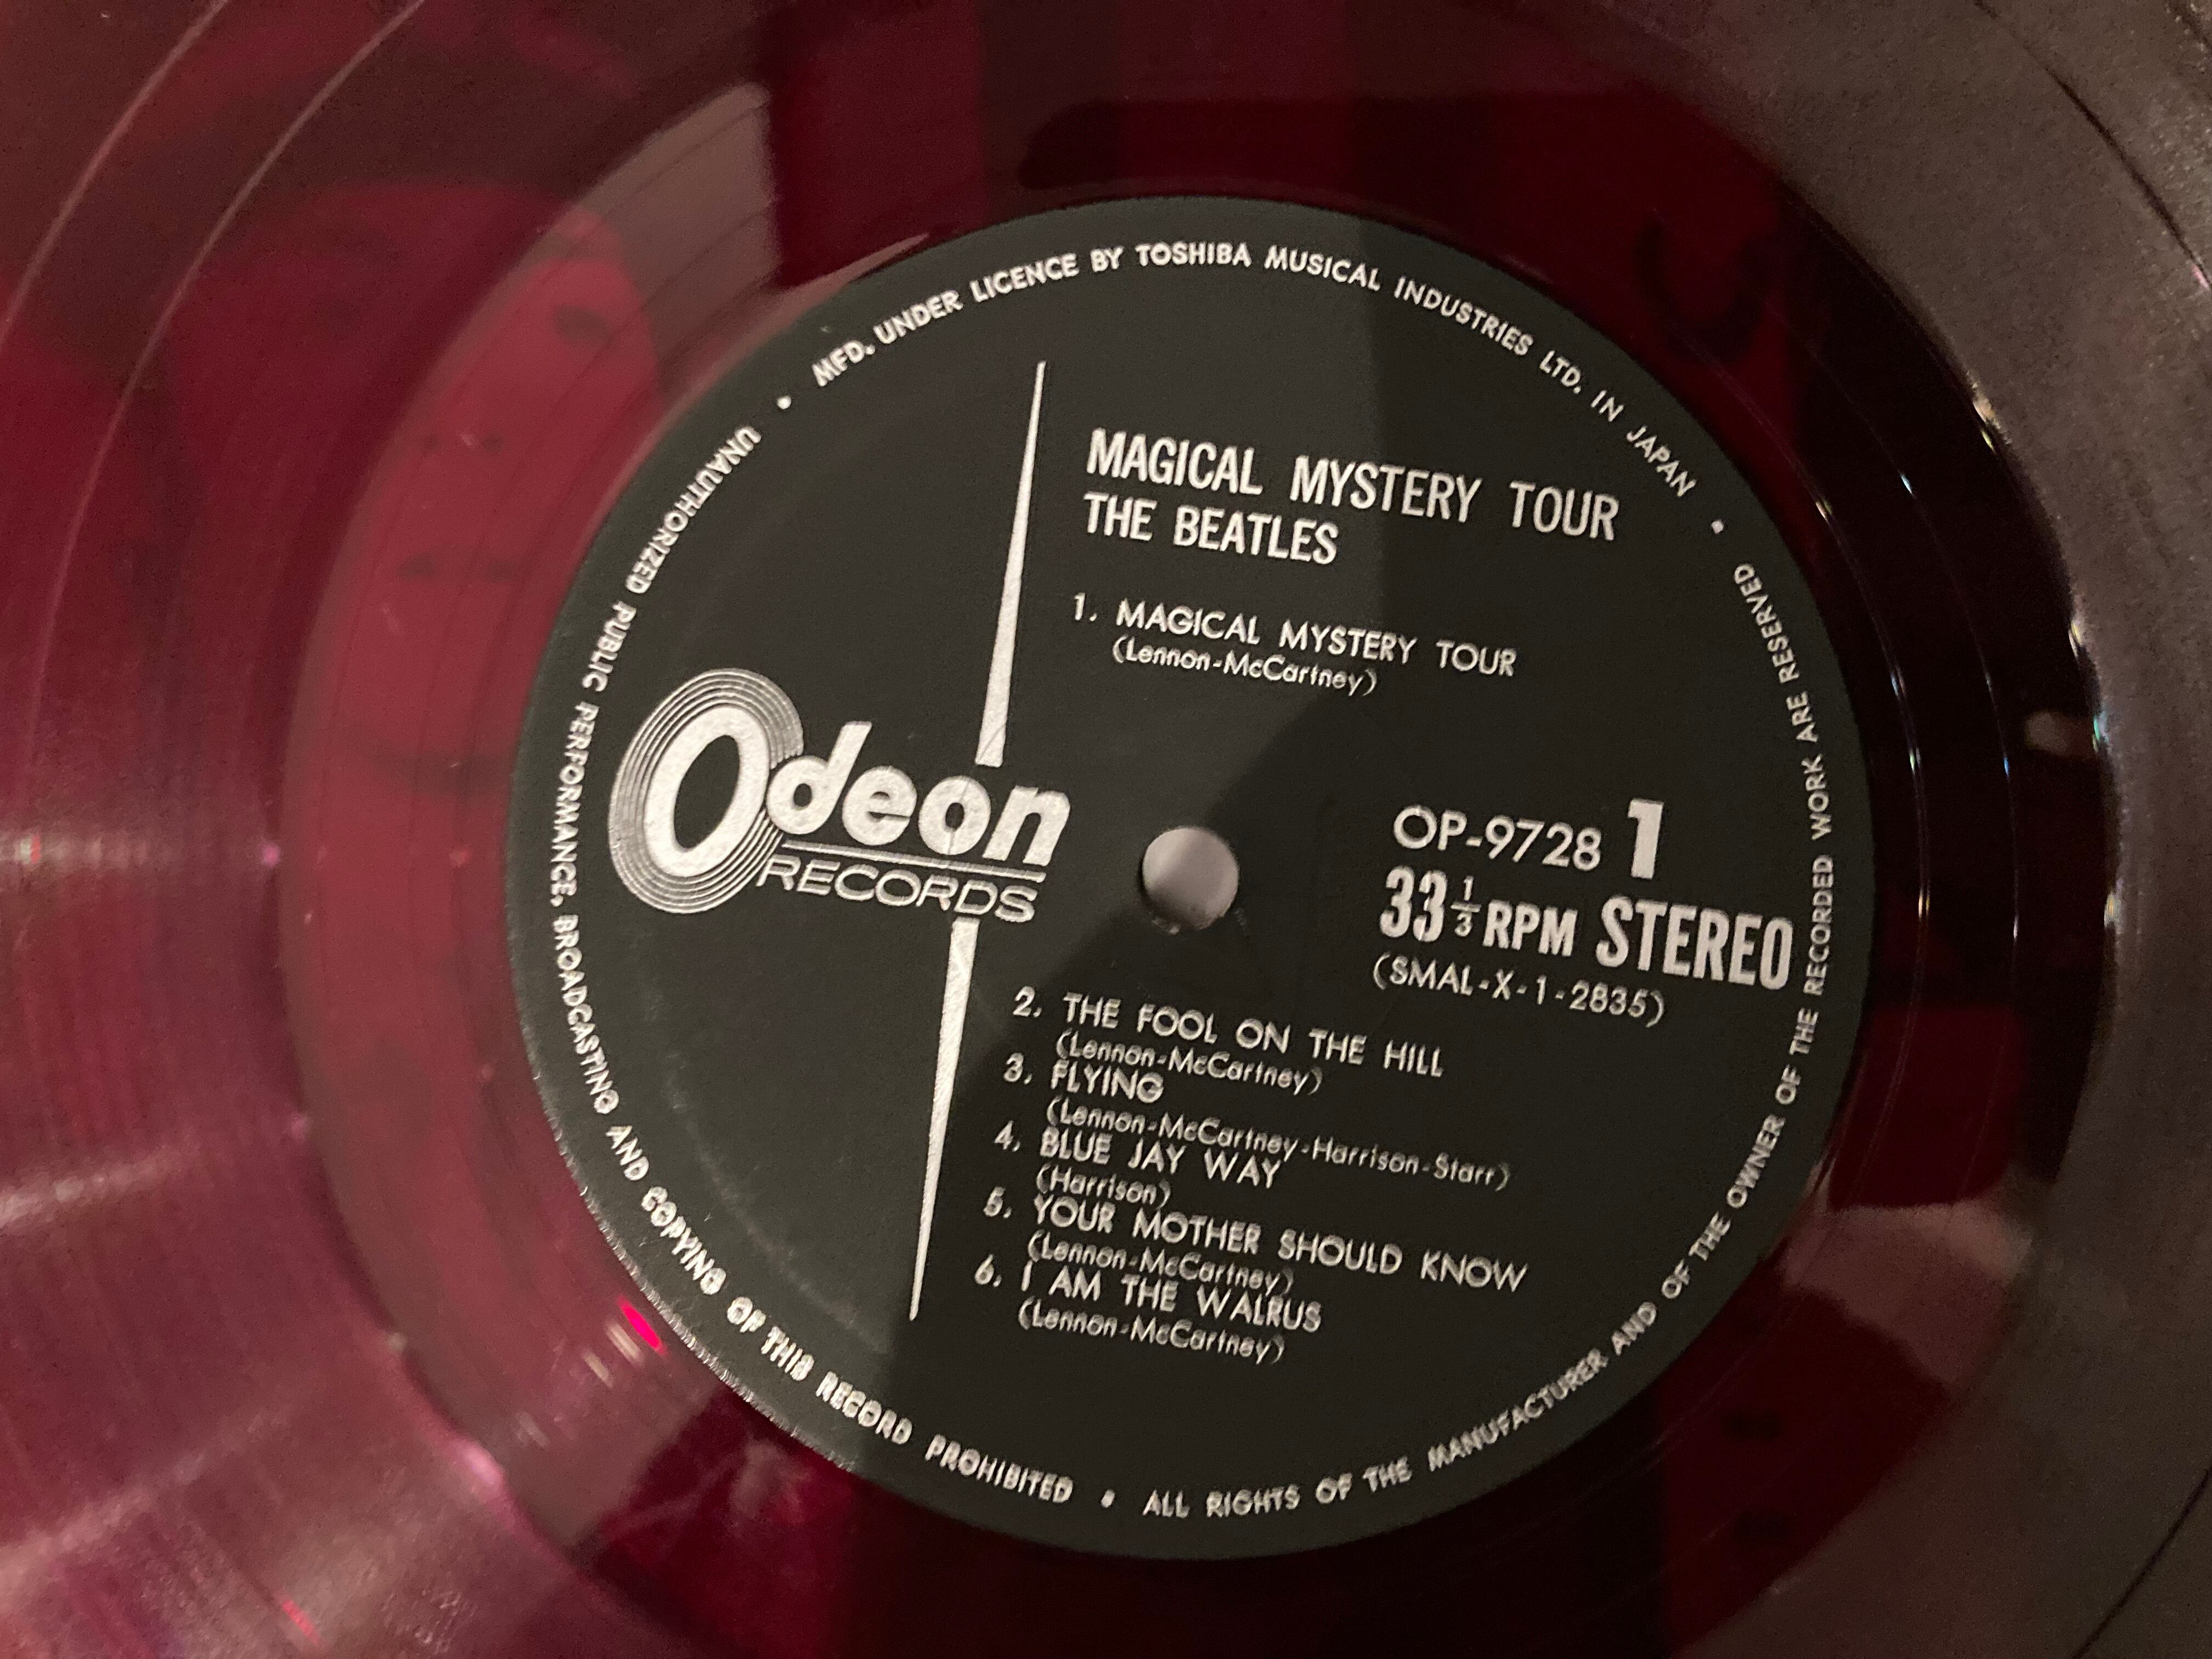 MFD. UNDER LICENCE BY TOSHIBA MUSICAL INDUSTRIES LTD. IN JAPAN •
MAGICAL MYSTERY TOUR
THE BEATLES
1. MAGICAL MYSTERY TOUR
(Lennon-McCartney)
Odeon
RECORDS
OP-9728 1
33 1/3 RPM STEREO
(SMAL-X-1-2835)
2. THE FOOL ON THE HILL
(Lennon-McCartney)
3. FLYING
(Lennon-McCartney-Harrison-Starr)
4. BLUE JAY WAY
(Harrison)
5. YOUR MOTHER SHOULD KNOW
(Lennon-McCartney)
6. I AM THE WALRUS
(Lennon-McCartney)
UNAUTHORIZED PUBLIC PERFORMANCE, BROADCASTING AND COPYING OF THIS RECORD PROHIBITED •
ALL RIGHTS OF THE MANUFACTURER AND OF THE OWNER OF THE RECORDED WORK ARE RESERVED •